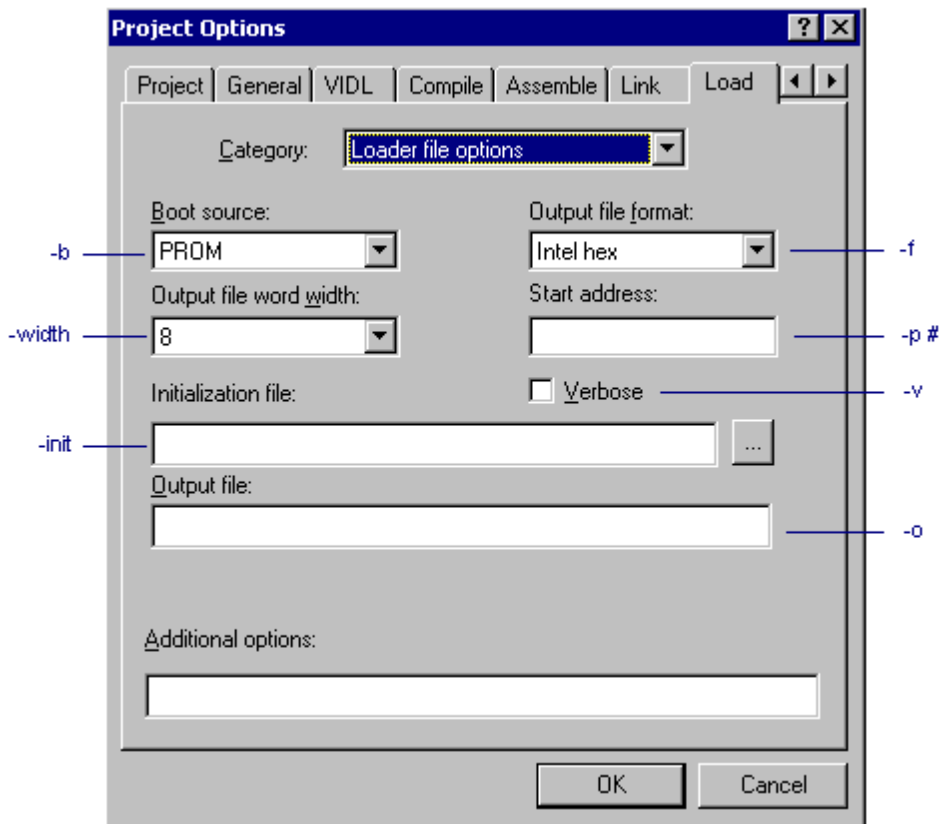 Project Options
Project General VIDL Compile Assemble Link Load
Category: Loader file options
Boot source: Output file format:
-b PROM Intel hex -f
Output file word width: Start address:
-width 8 -p #
Initialization file: Verbose -v
-init ...
Output file:
-o
Additional options:
OK Cancel